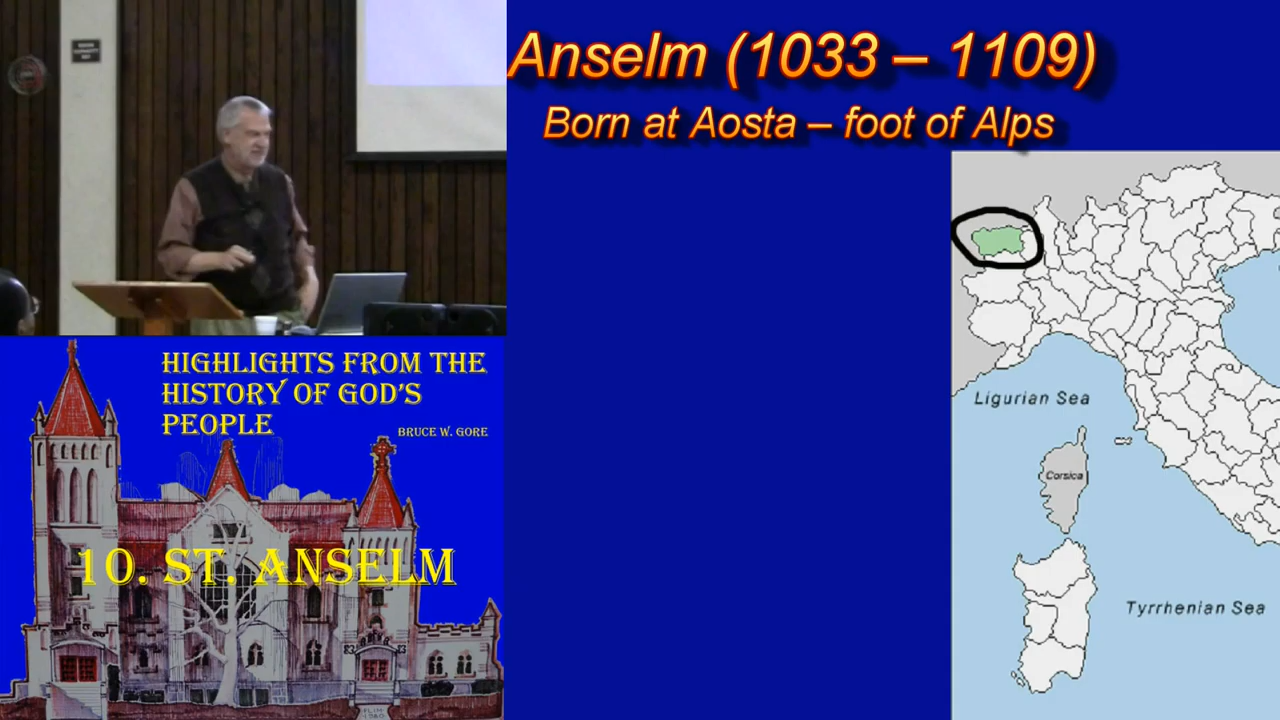 Anselm (1033 – 1109)
Born at Aosta – foot of Alps
HIGHLIGHTS FROM THE
HISTORY OF GOD'S
PEOPLE
BRUCE W. GORE
10. ST. ANSELM
Ligurian Sea
Corsica
Tyrrhenian Sea